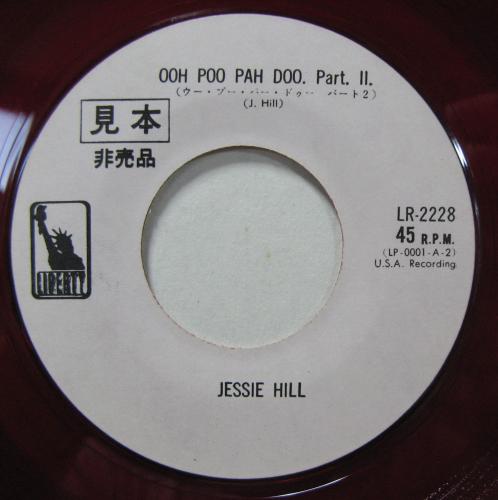 OOH POO PAH DOO. Part. II.
(ウー・プー・パー・ドゥー パート2)
(J. Hill)
見本
非売品
LR-2228
45 R.P.M.
(LP-0001-A-2)
U.S.A. Recording
LIBERTY
JESSIE HILL